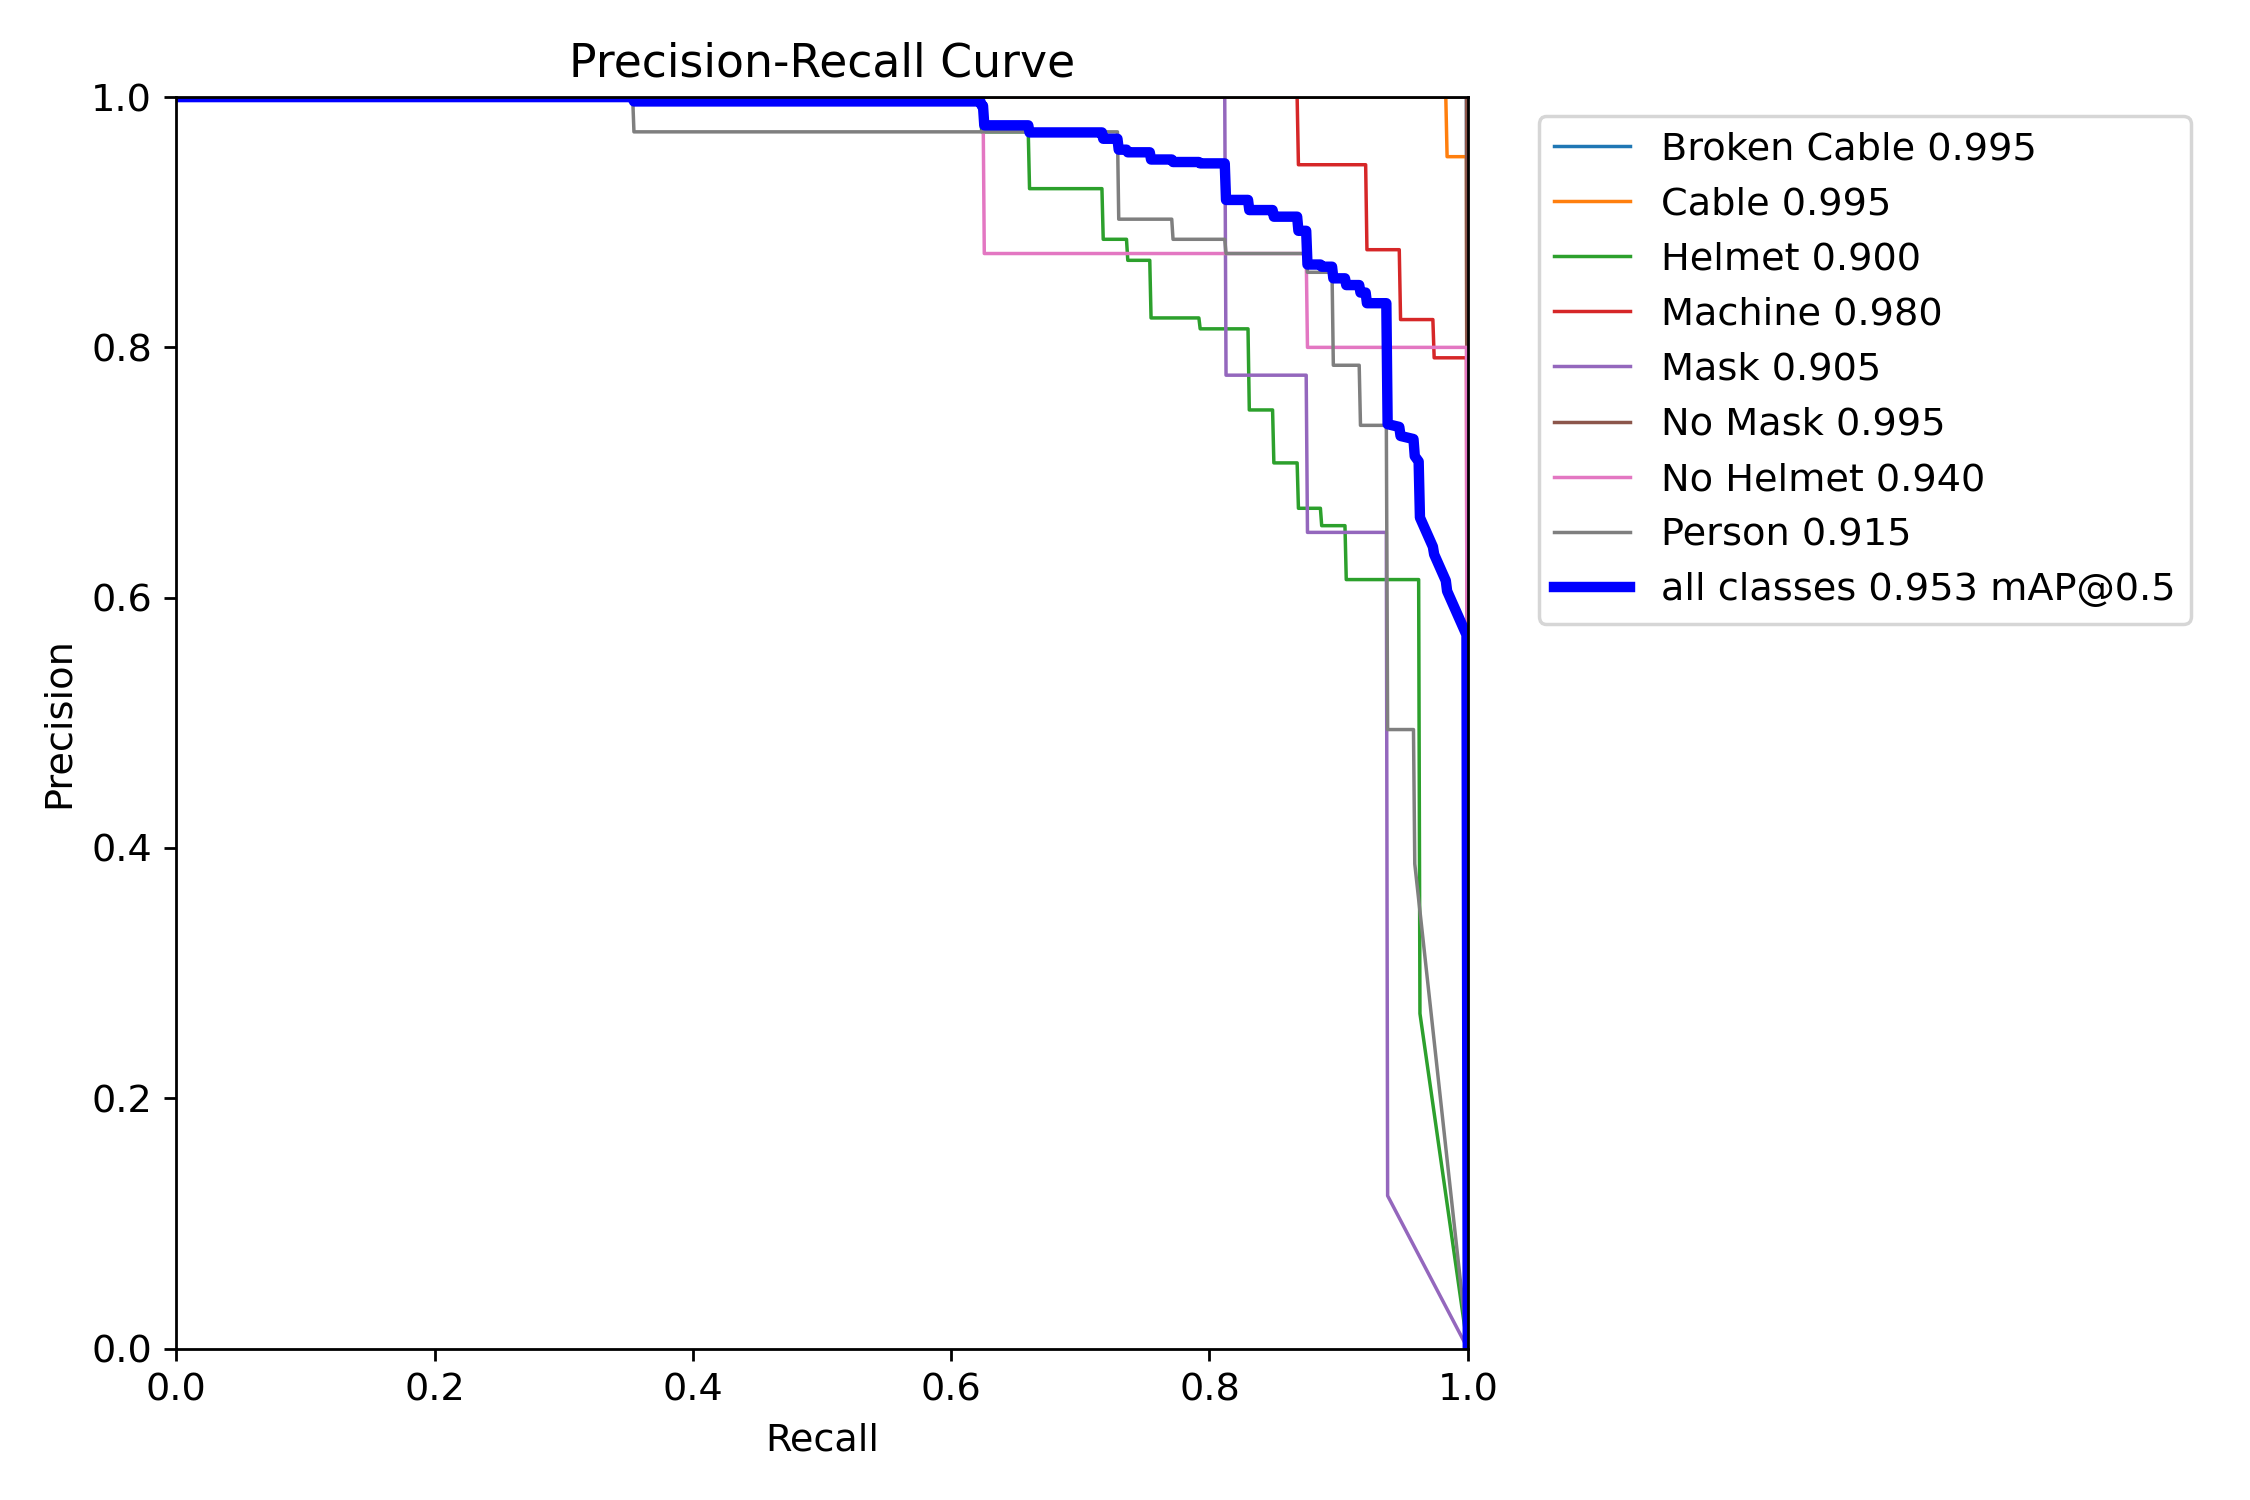 Precision-Recall Curve
1.0
0.8
0.6
0.4
0.2
0.0
Precision
0.0 0.2 0.4 0.6 0.8 1.0
Recall
Broken Cable 0.995
Cable 0.995
Helmet 0.900
Machine 0.980
Mask 0.905
No Mask 0.995
No Helmet 0.940
Person 0.915
all classes 0.953 mAP@0.5